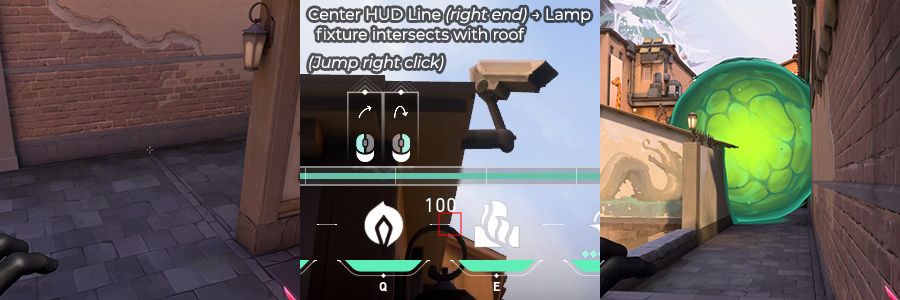 Center HUD Line (right end) → Lamp
fixture intersects with roof
(Jump right click)
100
Q
E